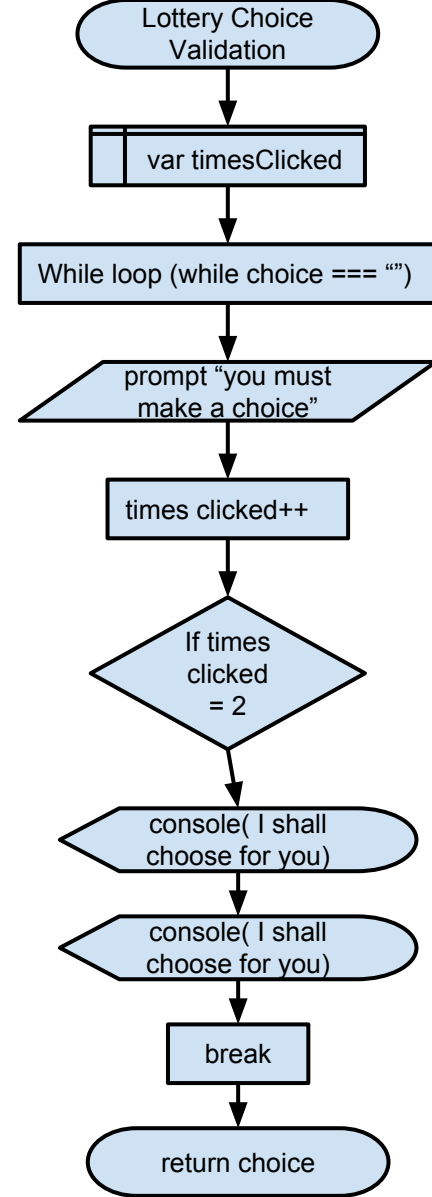 Lottery Choice
Validation
var timesClicked
While loop (while choice === “”)
prompt “you must
make a choice”
times clicked++
If times
clicked
= 2
console( I shall
choose for you)
console( I shall
choose for you)
break
return choice